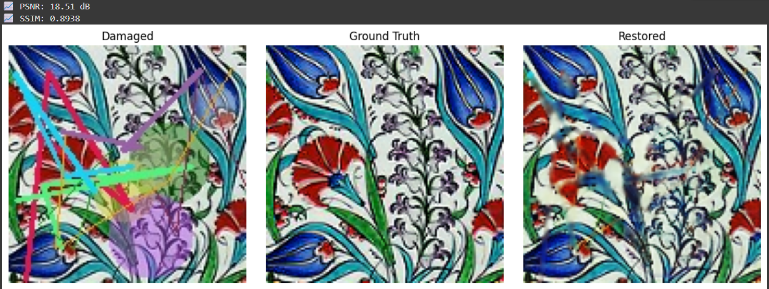 PSNR: 18.51 dB
SSIM: 0.8938
Damaged
Ground Truth
Restored